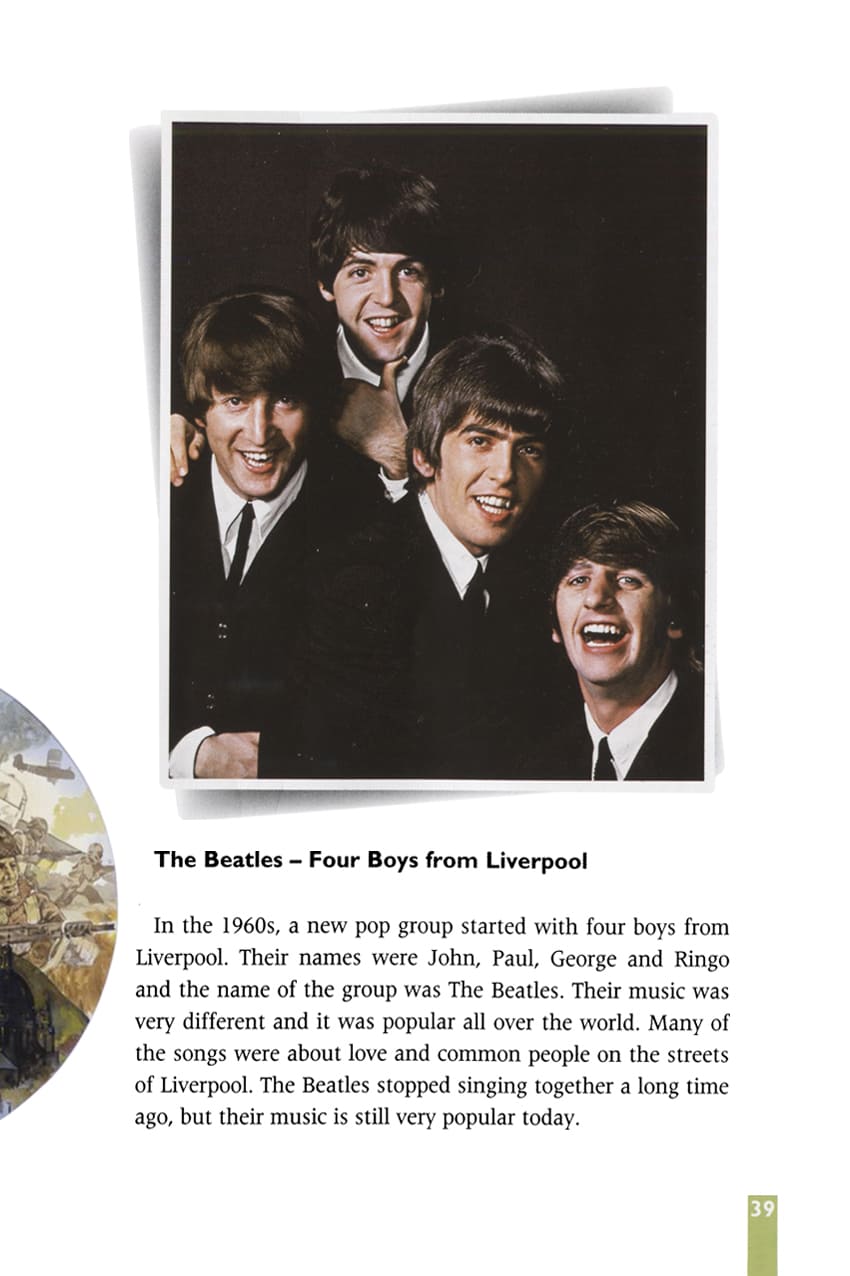 The Beatles – Four Boys from Liverpool
In the 1960s, a new pop group started with four boys from
Liverpool. Their names were John, Paul, George and Ringo
and the name of the group was The Beatles. Their music was
very different and it was popular all over the world. Many of
the songs were about love and common people on the streets
of Liverpool. The Beatles stopped singing together a long time
ago, but their music is still very popular today.
39